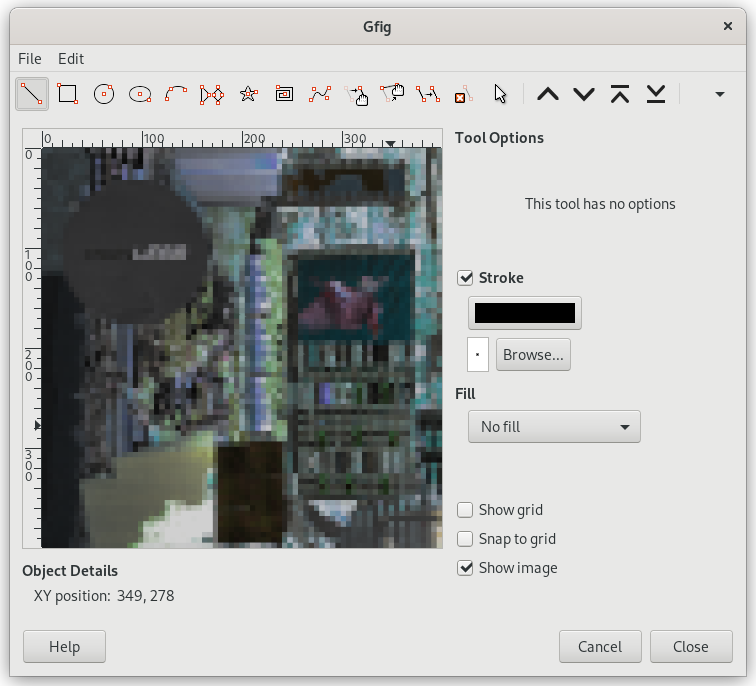 Gfig
File Edit
0 100 200 300
0
100
200
300
Tool Options
This tool has no options
Stroke
Browse...
Fill
No fill
Show grid
Snap to grid
Show image
Object Details
XY position: 349, 278
Help Cancel Close